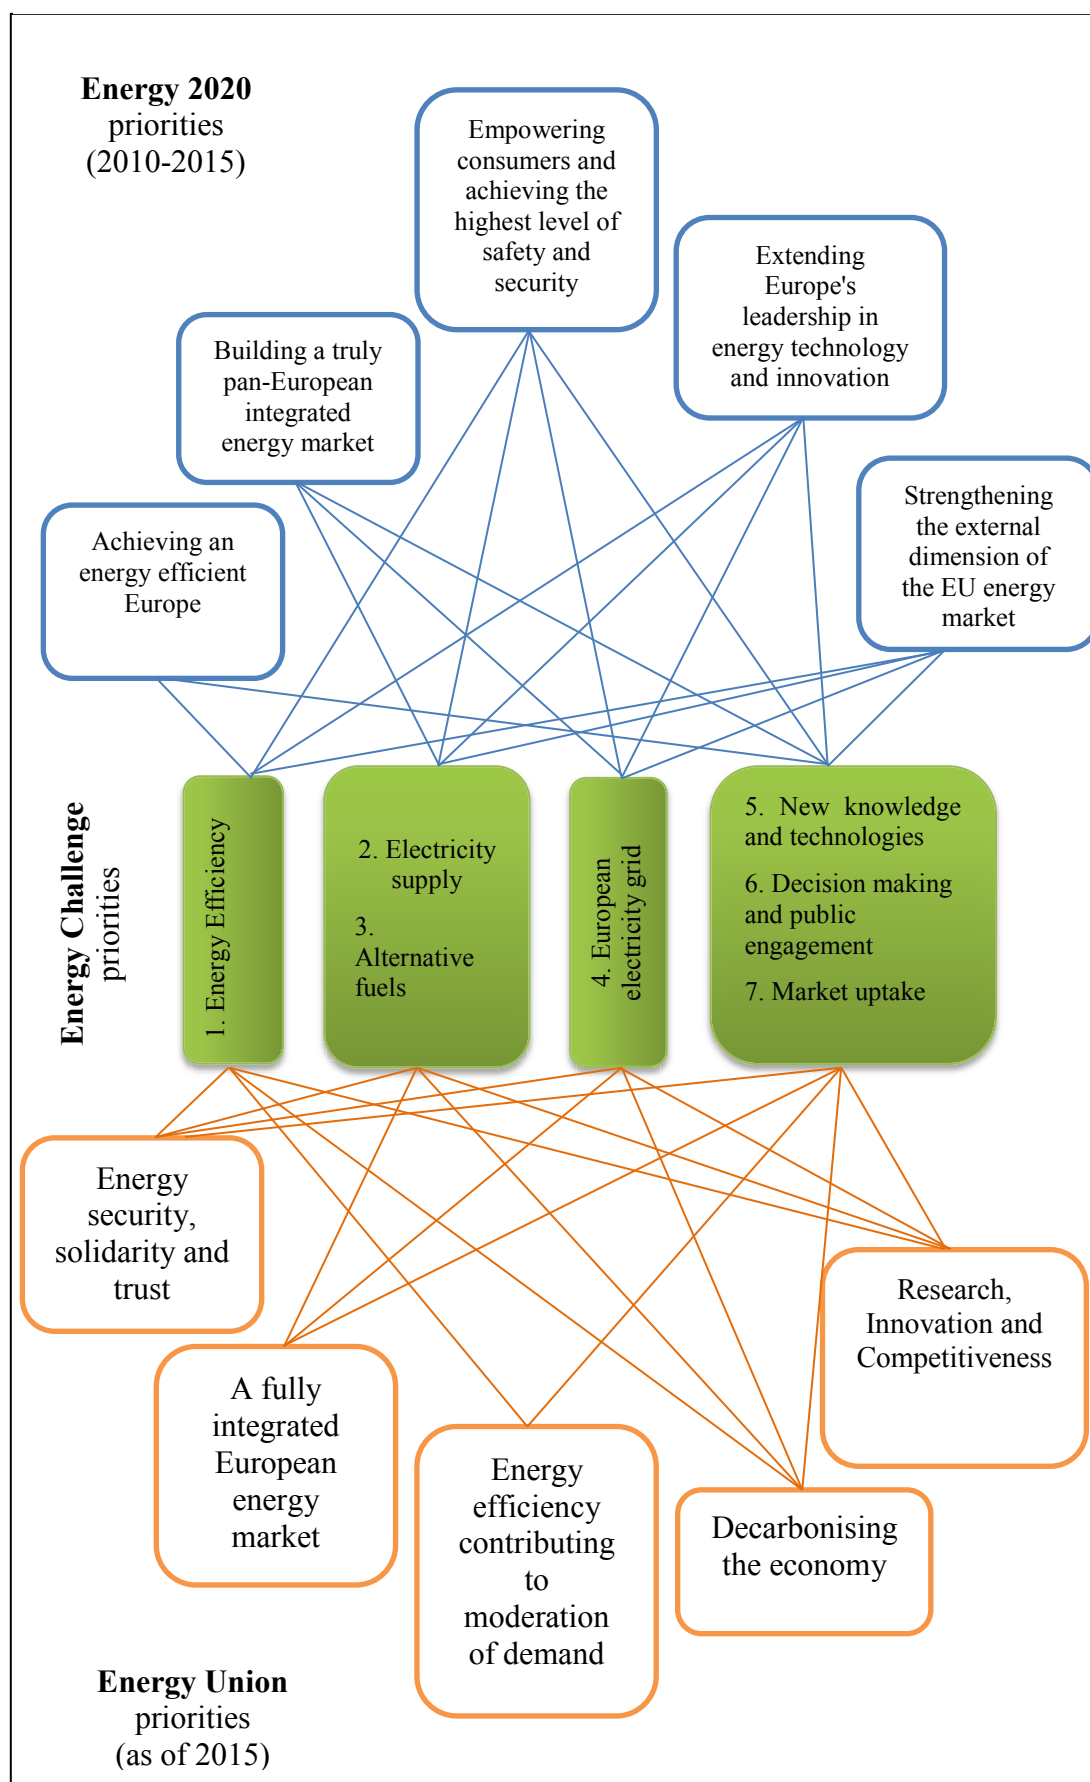 Energy 2020
priorities
(2010-2015)
Empowering
consumers and
achieving the
highest level of
safety and
security
Extending
Europe's
leadership in
energy technology
and innovation
Building a truly
pan-European
integrated
energy market
Strengthening
the external
dimension of
the EU energy
market
Achieving an
energy efficient
Europe
Energy Challenge
priorities
1. Energy Efficiency
2. Electricity
supply
3.
Alternative
fuels
4. European
electricity grid
5. New knowledge
and technologies
6. Decision making
and public
engagement
7. Market uptake
Energy
security,
solidarity and
trust
Research,
Innovation and
Competitiveness
A fully
integrated
European
energy
market
Energy
efficiency
contributing
to
moderation
of demand
Decarbonising
the economy
Energy Union
priorities
(as of 2015)